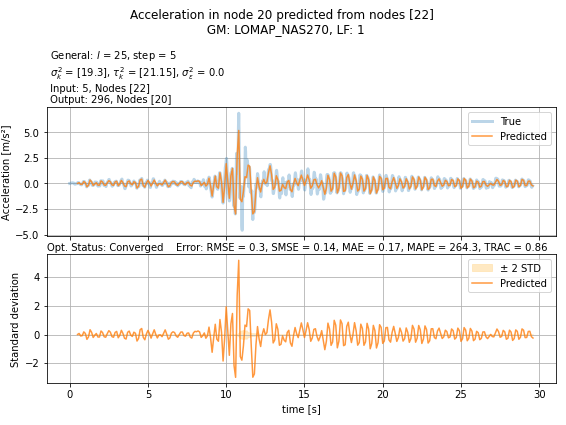 Acceleration in node 20 predicted from nodes [22]
GM: LOMAP_NAS270, LF: 1
General: l = 25, step = 5
σ²ₖ = [19.3], τ²ₖ = [21.15], σ²_ε = 0.0
Input: 5, Nodes [22]
Output: 296, Nodes [20]
Acceleration [m/s²]
5.0
2.5
0.0
−2.5
−5.0
True
Predicted
Opt. Status: Converged Error: RMSE = 0.3, SMSE = 0.14, MAE = 0.17, MAPE = 264.3, TRAC = 0.86
Standard deviation
4
2
0
−2
± 2 STD
Predicted
0 5 10 15 20 25 30
time [s]